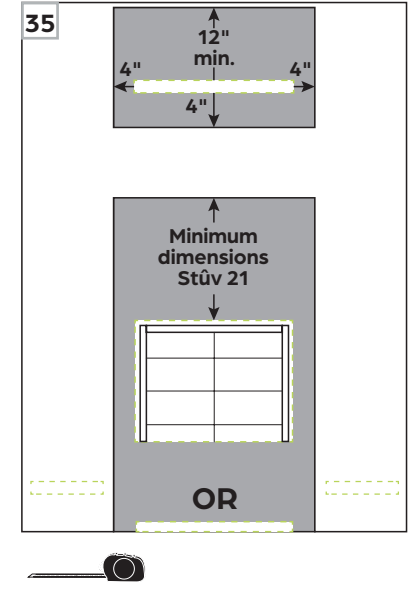 35
12"
min.
4" 4"
4"
Minimum
dimensions
Stûv 21
OR